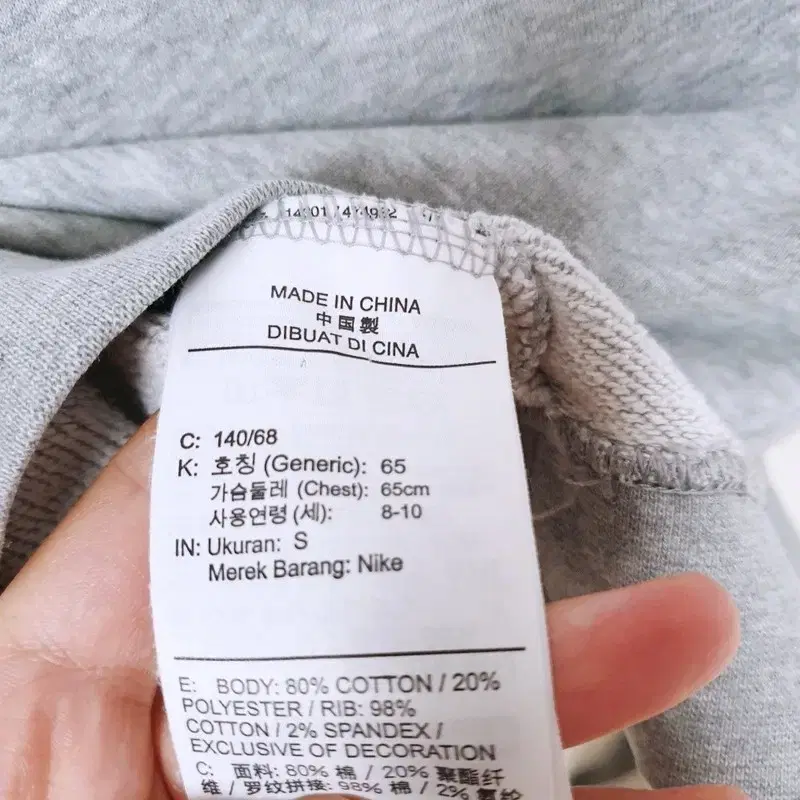 MADE IN CHINA
中国製
DIBUAT DI CINA
C: 140/68
K: 호칭 (Generic): 65
가슴둘레 (Chest): 65cm
사용연령 (세): 8-10
IN: Ukuran: S
Merek Barang: Nike
E: BODY: 80% COTTON / 20%
POLYESTER / RIB: 98%
COTTON / 2% SPANDEX /
EXCLUSIVE OF DECORATION
C: 面料: 80% 棉 / 20% 聚酯纤
维 / 罗纹拼接: 98% 棉 / 2% 氨纶